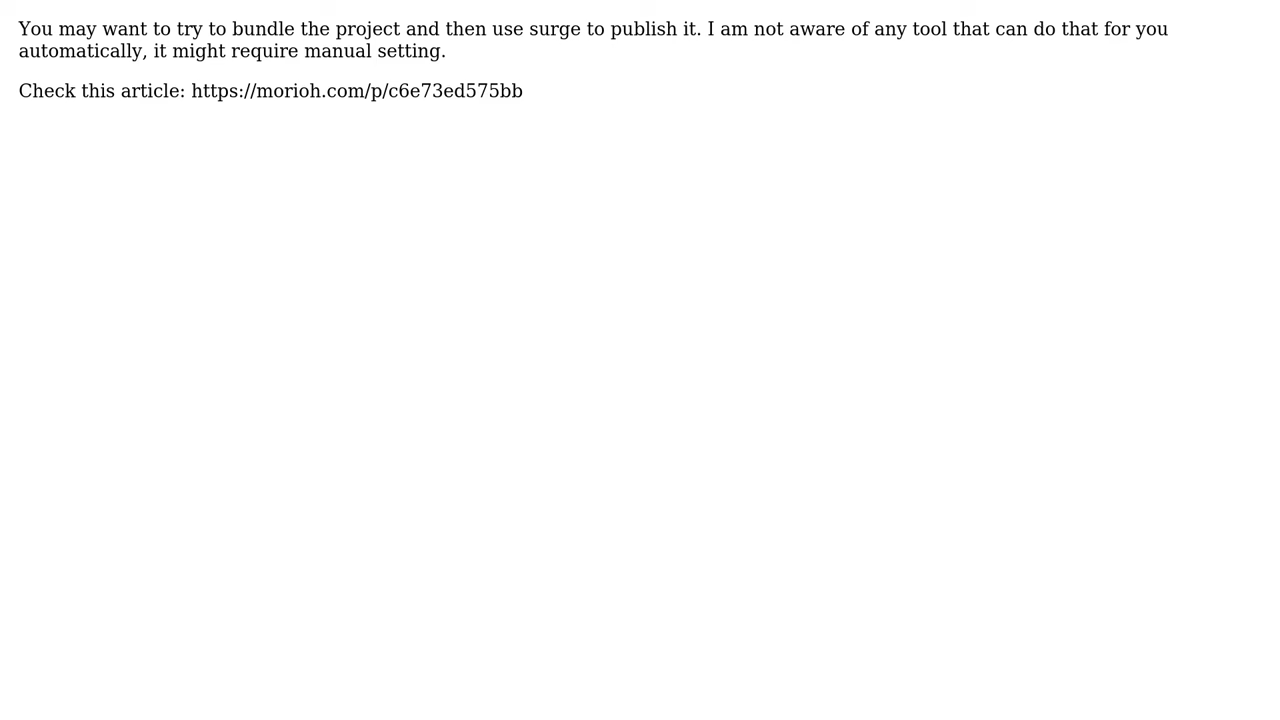 You may want to try to bundle the project and then use surge to publish it. I am not aware of any tool that can do that for you
automatically, it might require manual setting.
Check this article: https://morioh.com/p/c6e73ed575bb